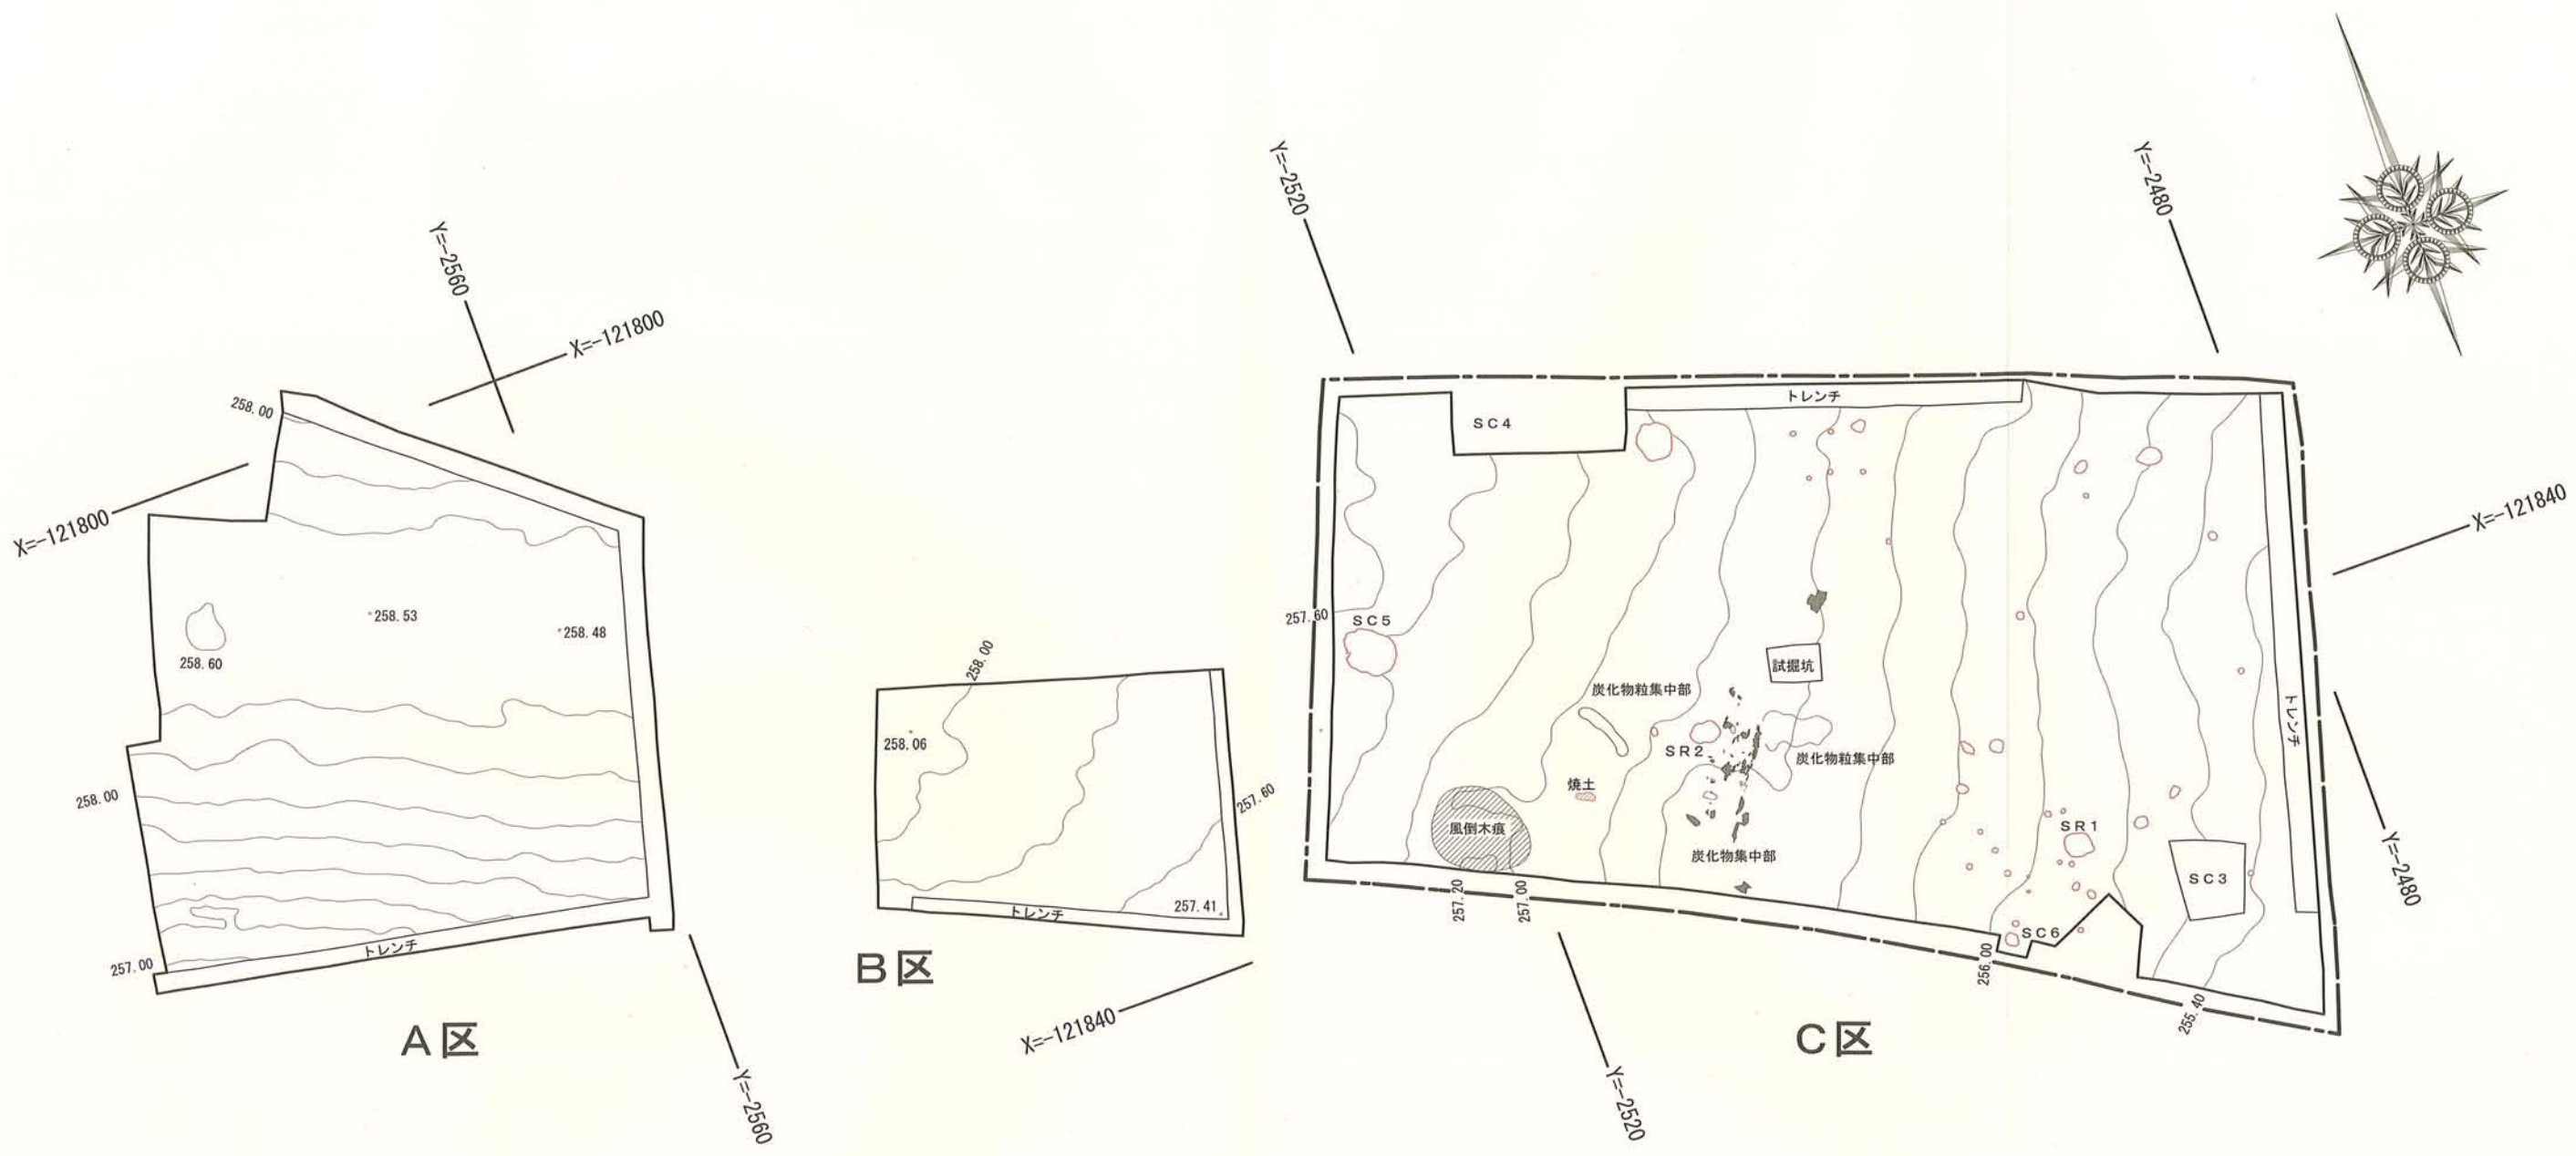 Y=-2560
X=-121800
258.00
X=-121800
258.53
258.48
258.60
258.00
257.00
トレンチ
Y=-2560
A区
258.00
258.06
257.60
257.41
トレンチ
B区
X=-121840
Y=-2520
Y=-2480
トレンチ
SC4
X=-121840
257.60
SC5
試掘坑
炭化物粒集中部
SR2
炭化物粒集中部
トレンチ
焼土
風倒木痕
SR1
炭化物集中部
SC3
Y=-2480
257.20
257.00
SC6
256.00
255.40
C区
Y=-2520